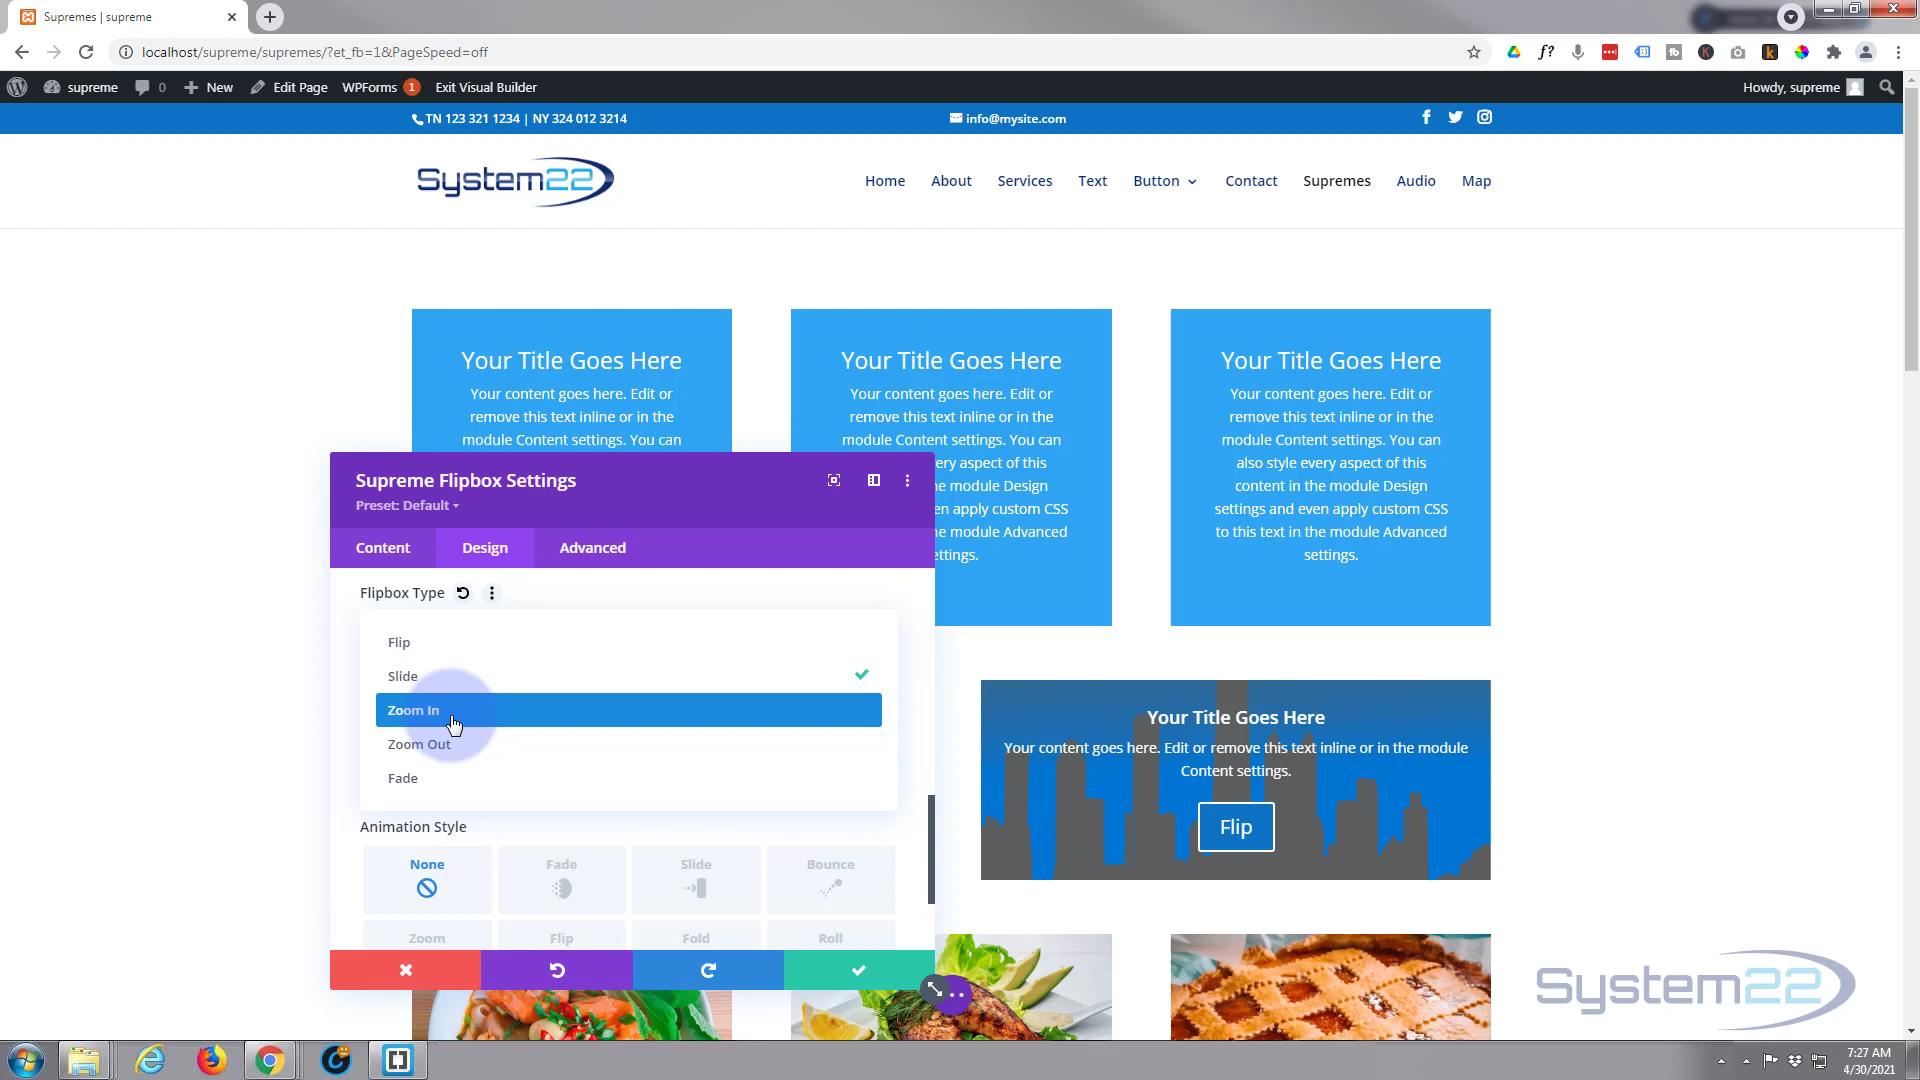 Supremes | supreme
localhost/supreme/supremes/?et_fb=1&PageSpeed=off
supreme 0 New Edit Page WPForms 1 Exit Visual Builder Howdy, supreme
TN 123 321 1234 | NY 324 012 3214 info@mysite.com
System22
Home About Services Text Button Contact Supremes Audio Map
Your Title Goes Here
Your content goes here. Edit or
remove this text inline or in the
module Content settings. You can
Your Title Goes Here
Your content goes here. Edit or
remove this text inline or in the
module Content settings. You can
ery aspect of this
he module Design
en apply custom CSS
he module Advanced
ettings.
Your Title Goes Here
Your content goes here. Edit or
remove this text inline or in the
module Content settings. You can
also style every aspect of this
content in the module Design
settings and even apply custom CSS
to this text in the module Advanced
settings.
Supreme Flipbox Settings
Preset: Default
Content Design Advanced
Flipbox Type
Flip
Slide
Zoom In
Zoom Out
Fade
Animation Style
None Fade Slide Bounce
Zoom Flip Fold Roll
Your Title Goes Here
Your content goes here. Edit or remove this text inline or in the module
Content settings.
Flip
System22
7:27 AM
4/30/2021